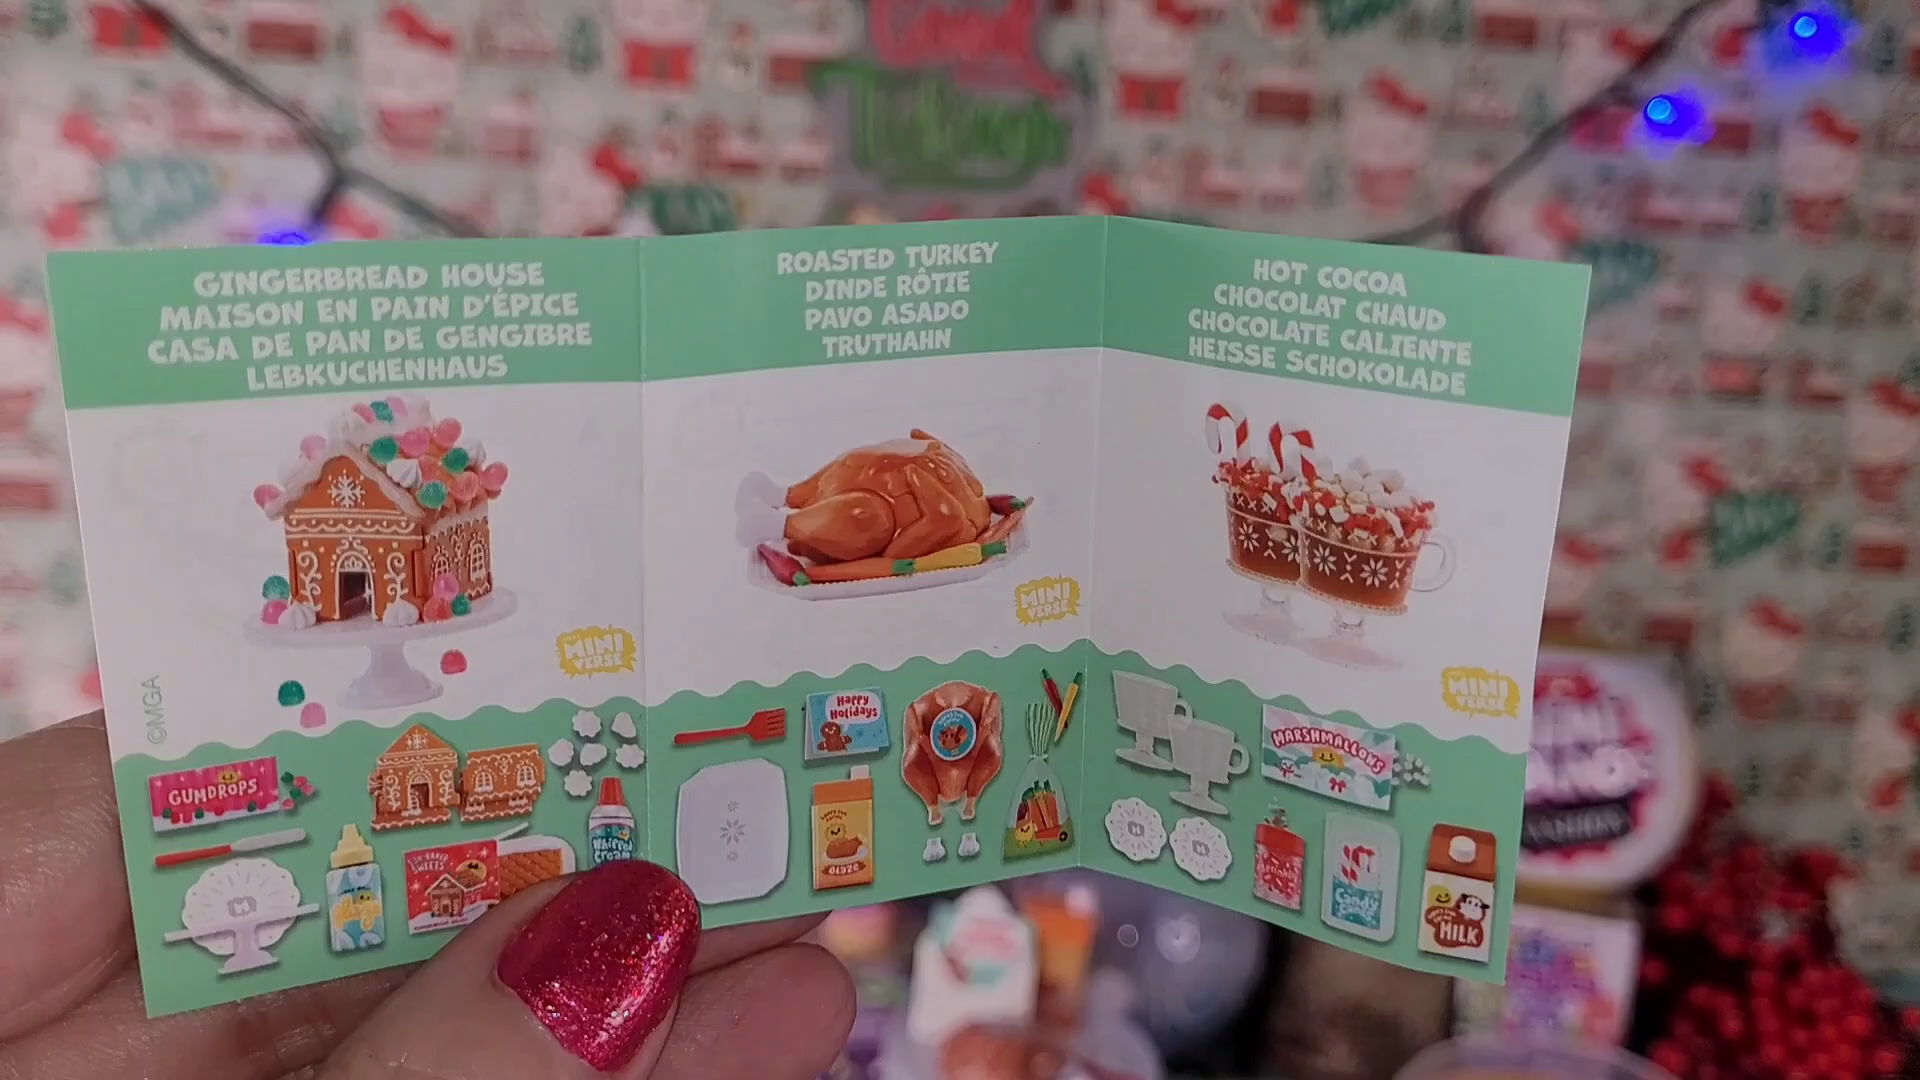 GINGERBREAD HOUSE
MAISON EN PAIN D'ÉPICE
CASA DE PAN DE GENGIBRE
LEBKUCHENHAUS
MINI
VERSE
©MGA
GUMDROPS
Whipped
Cream
ROASTED TURKEY
DINDE RÔTIE
PAVO ASADO
TRUTHAHN
MINI
VERSE
Happy
Holidays
GLAZE
HOT COCOA
CHOCOLAT CHAUD
CHOCOLATE CALIENTE
HEISSE SCHOKOLADE
MINI
VERSE
MARSHMALLOWS
Sprinkles
Candy
Canes
MILK